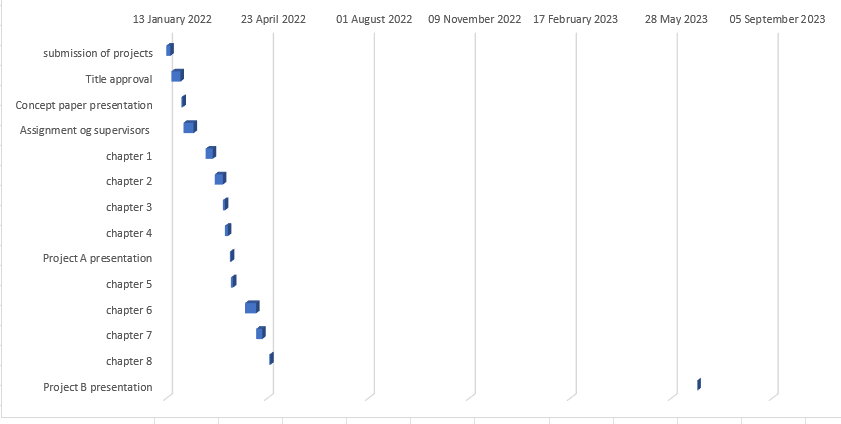 13 January 2022 23 April 2022 01 August 2022 09 November 2022 17 February 2023 28 May 2023 05 September 2023
submission of projects
Title approval
Concept paper presentation
Assignment og supervisors
chapter 1
chapter 2
chapter 3
chapter 4
Project A presentation
chapter 5
chapter 6
chapter 7
chapter 8
Project B presentation